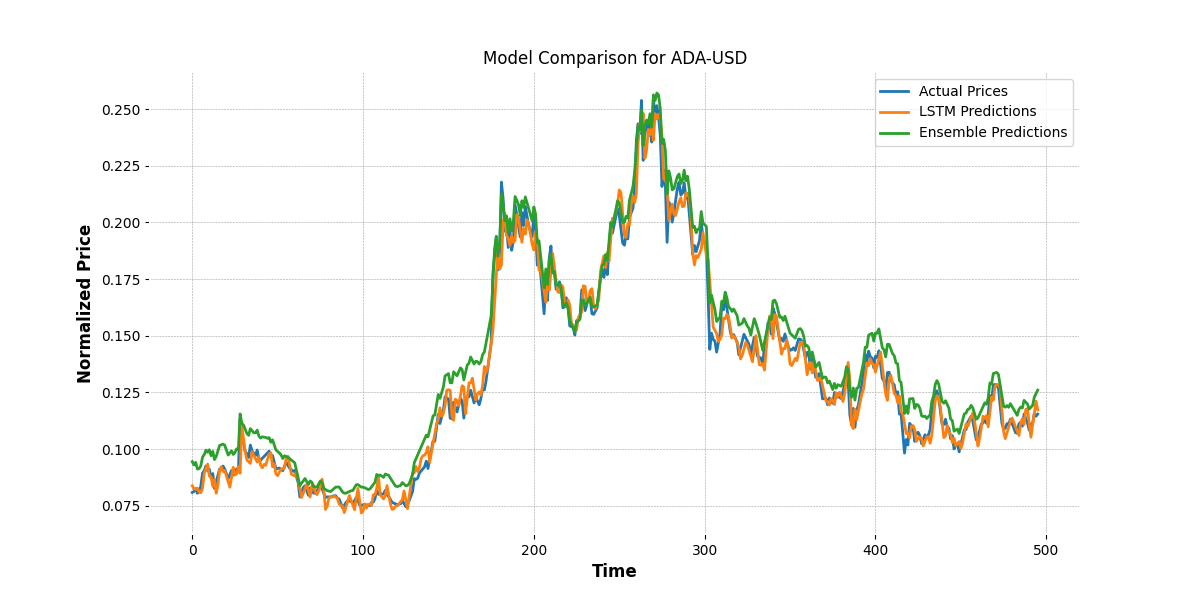 Model Comparison for ADA-USD
Actual Prices
LSTM Predictions
Ensemble Predictions
Normalized Price
0.250
0.225
0.200
0.175
0.150
0.125
0.100
0.075
0 100 200 300 400 500
Time